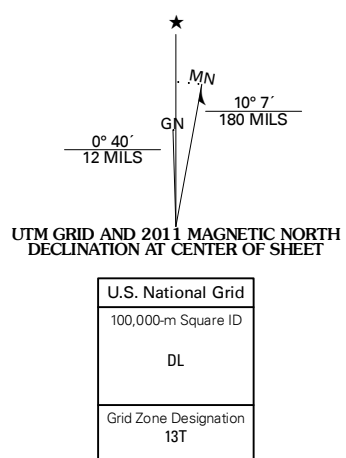 MN
GN
10° 7´
180 MILS
0° 40´
12 MILS
UTM GRID AND 2011 MAGNETIC NORTH
DECLINATION AT CENTER OF SHEET
U.S. National Grid
100,000-m Square ID
DL
Grid Zone Designation
13T